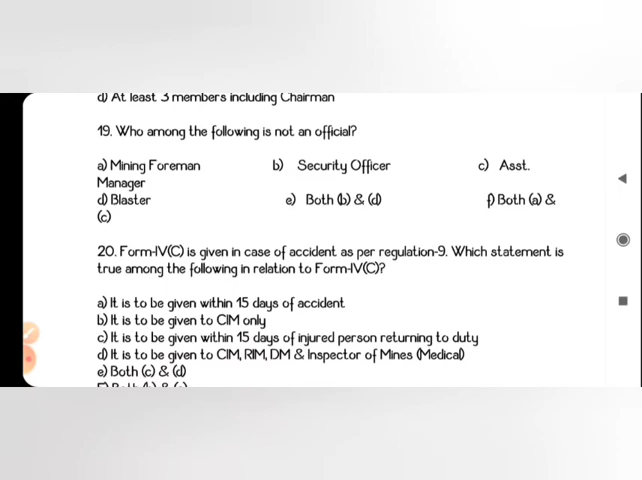 d) At least 3 members including Chairman
19. Who among the following is not an official?
a) Mining Foreman b) Security Officer c) Asst.
Manager
d) Blaster e) Both (b) & (d) f) Both (a) &
(c)
20. Form-IV(C) is given in case of accident as per regulation-9. Which statement is
true among the following in relation to Form-IV(C)?
a) It is to be given within 15 days of accident
b) It is to be given to CIM only
c) It is to be given within 15 days of injured person returning to duty
d) It is to be given to CIM, RIM, DM & Inspector of Mines (Medical)
e) Both (c) & (d)